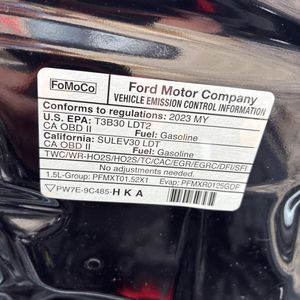 FoMoCo
Ford Motor Company
VEHICLE EMISSION CONTROL INFORMATION
Conforms to regulations: 2023 MY
U.S. EPA: T3B30 LDT2
CA OBD II Fuel: Gasoline
California: SULEV30 LDT
CA OBD II Fuel: Gasoline
TWC/WR-HO2S/HO2S/TC/CAC/EGR/EGRC/DFI/SFI
No adjustments needed.
1.5L-Group: PFMXT01.52X1 Evap: PFMXR0125GDF
PW7E-9C485-HKA